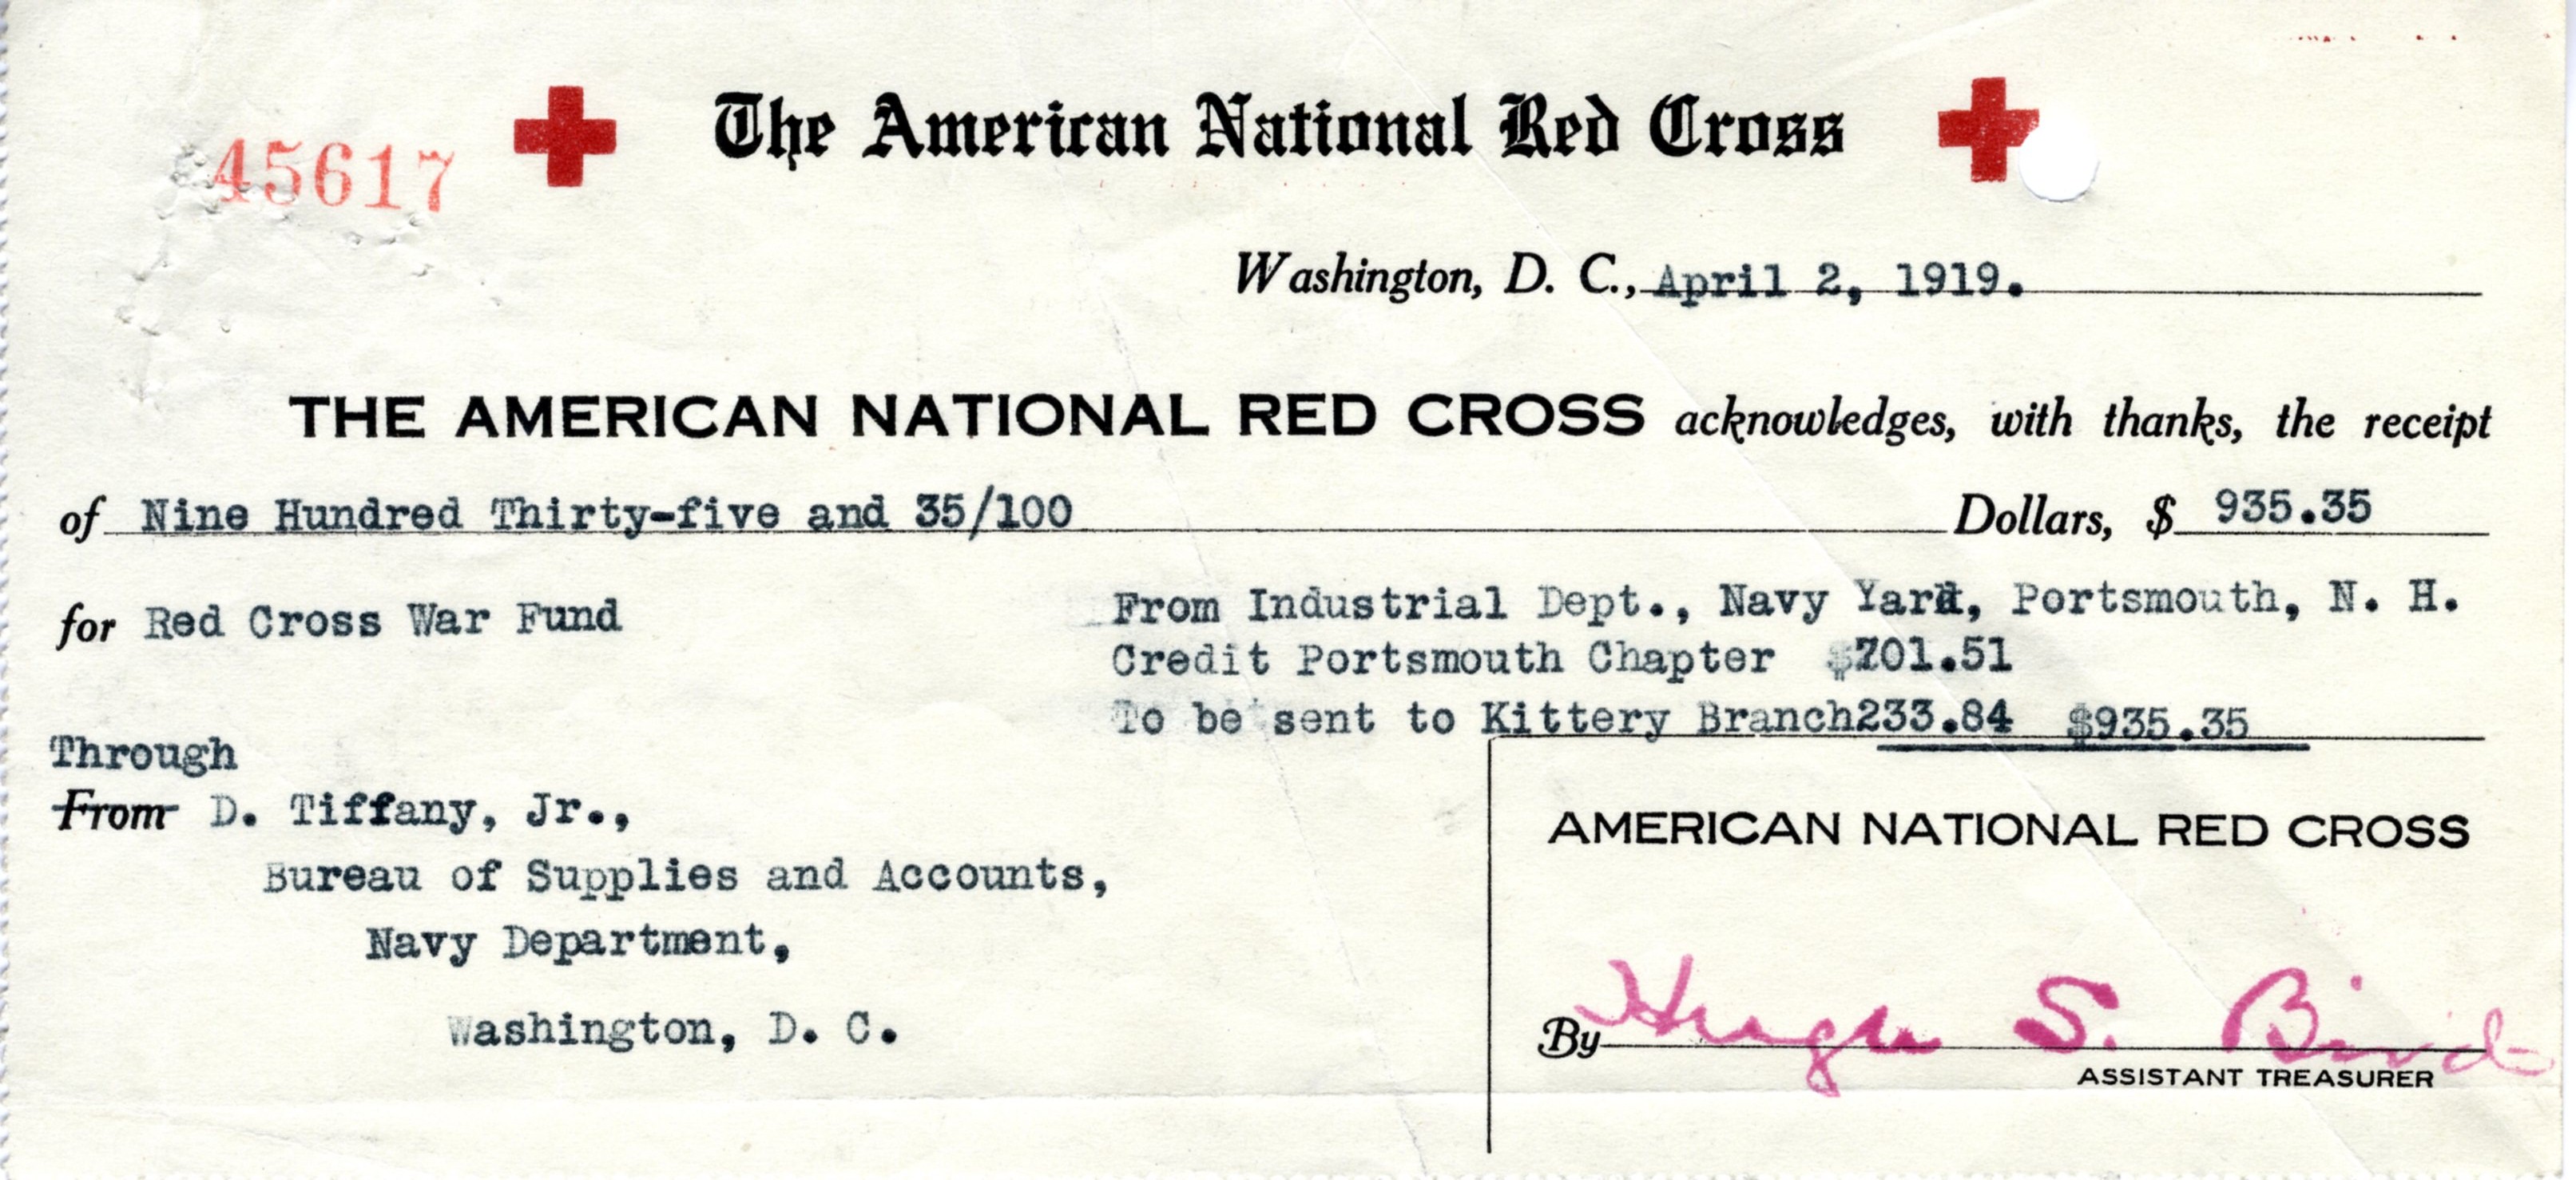 45617
The American National Red Cross
Washington, D. C., April 2, 1919.
THE AMERICAN NATIONAL RED CROSS acknowledges, with thanks, the receipt
of Nine Hundred Thirty-five and 35/100 Dollars, $ 935.35
for Red Cross War Fund
From Industrial Dept., Navy Yard, Portsmouth, N. H.
Credit Portsmouth Chapter $701.51
To be sent to Kittery Branch233.84 $935.35
Through
From D. Tiffany, Jr.,
Bureau of Supplies and Accounts,
Navy Department,
Washington, D. C.
AMERICAN NATIONAL RED CROSS
By Hugh S. Bird
ASSISTANT TREASURER